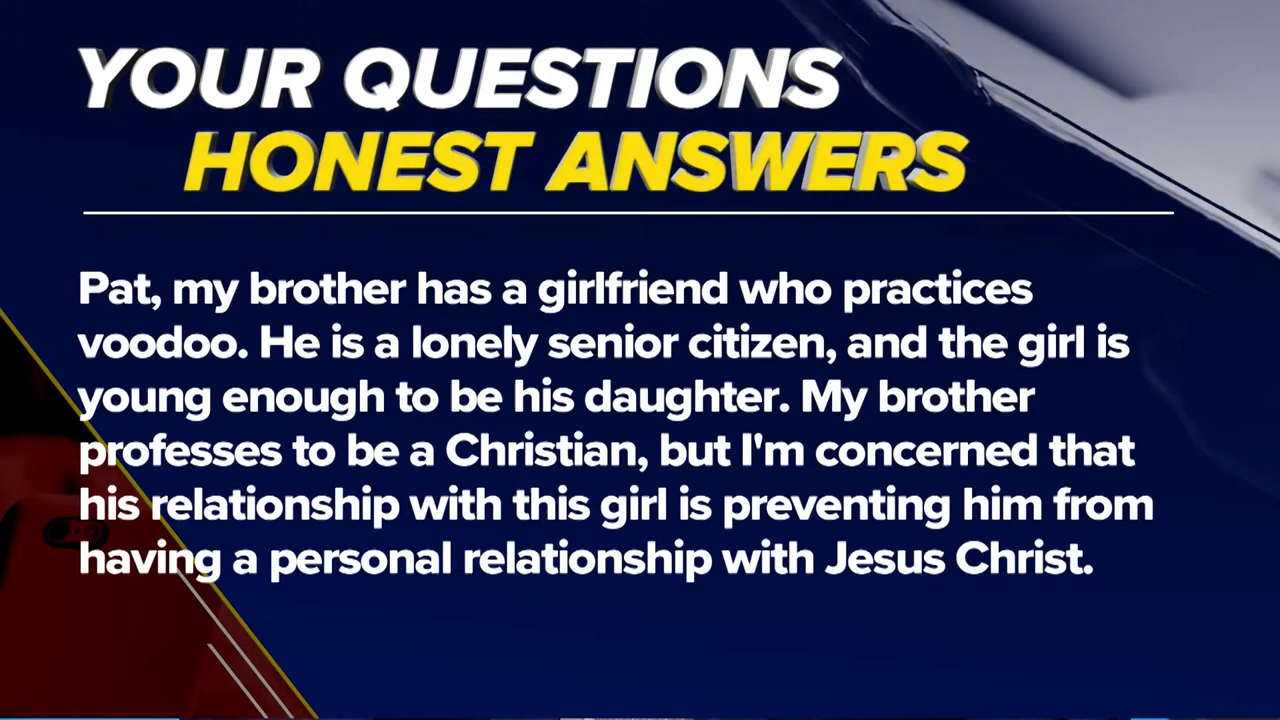 YOUR QUESTIONS
HONEST ANSWERS
Pat, my brother has a girlfriend who practices
voodoo. He is a lonely senior citizen, and the girl is
young enough to be his daughter. My brother
professes to be a Christian, but I'm concerned that
his relationship with this girl is preventing him from
having a personal relationship with Jesus Christ.